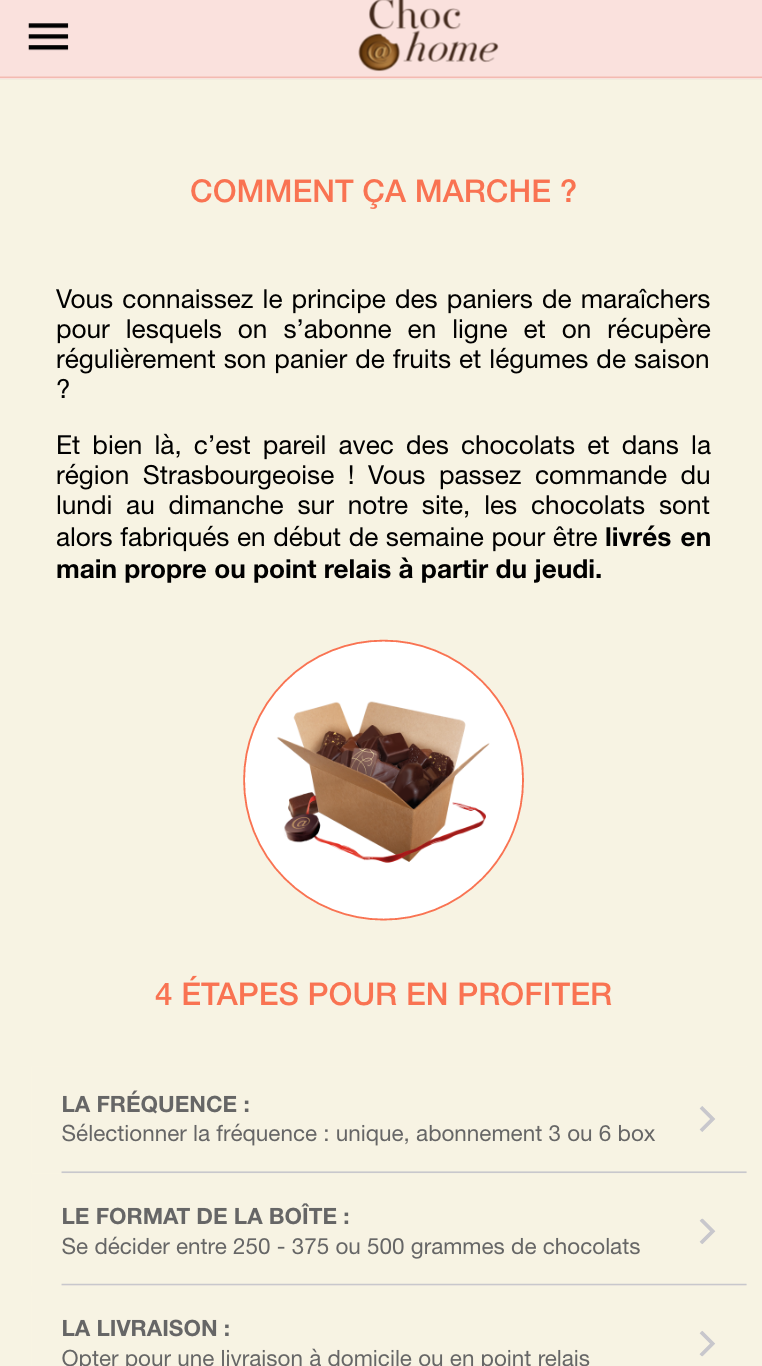 Choc
@ home
COMMENT ÇA MARCHE ?
Vous connaissez le principe des paniers de maraîchers
pour lesquels on s’abonne en ligne et on récupère
régulièrement son panier de fruits et légumes de saison
?
Et bien là, c’est pareil avec des chocolats et dans la
région Strasbourgeoise ! Vous passez commande du
lundi au dimanche sur notre site, les chocolats sont
alors fabriqués en début de semaine pour être livrés en
main propre ou point relais à partir du jeudi.
@
4 ÉTAPES POUR EN PROFITER
LA FRÉQUENCE :
Sélectionner la fréquence : unique, abonnement 3 ou 6 box
LE FORMAT DE LA BOÎTE :
Se décider entre 250 - 375 ou 500 grammes de chocolats
LA LIVRAISON :
Opter pour une livraison à domicile ou en point relais